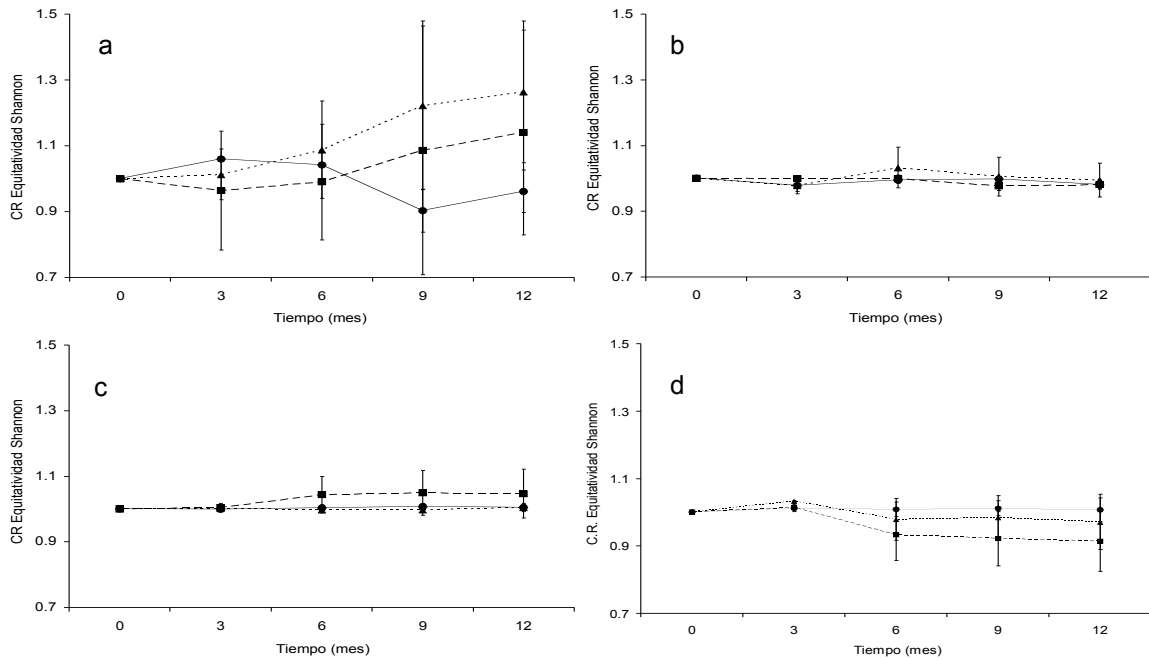 a
CR Equitatividad Shannon
1.5
1.3
1.1
0.9
0.7
0 3 6 9 12
Tiempo (mes)
b
CR Equitatividad Shannon
1.5
1.3
1.1
0.9
0.7
0 3 6 9 12
Tiempo (mes)
c
CR Equitatividad Shannon
1.5
1.3
1.1
0.9
0.7
0 3 6 9 12
Tiempo (mes)
d
C.R. Equitatividad Shannon
1.5
1.3
1.1
0.9
0.7
0 3 6 9 12
Tiempo (mes)